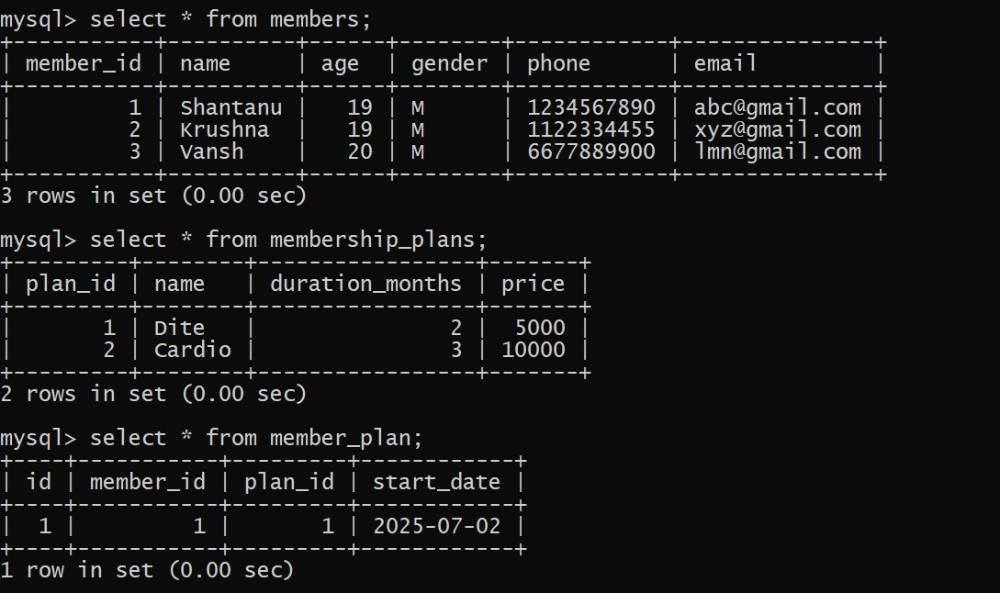 mysql> select * from members;
+-----------+----------+------+--------+------------+---------------+
| member_id | name     | age  | gender | phone      | email         |
+-----------+----------+------+--------+------------+---------------+
|         1 | Shantanu |   19 | M      | 1234567890 | abc@gmail.com |
|         2 | Krushna  |   19 | M      | 1122334455 | xyz@gmail.com |
|         3 | Vansh    |   20 | M      | 6677889900 | lmn@gmail.com |
+-----------+----------+------+--------+------------+---------------+
3 rows in set (0.00 sec)
mysql> select * from membership_plans;
+---------+--------+-----------------+-------+
| plan_id | name   | duration_months | price |
+---------+--------+-----------------+-------+
|       1 | Dite   |               2 |  5000 |
|       2 | Cardio |               3 | 10000 |
+---------+--------+-----------------+-------+
2 rows in set (0.00 sec)
mysql> select * from member_plan;
+----+-----------+---------+------------+
| id | member_id | plan_id | start_date |
+----+-----------+---------+------------+
|  1 |         1 |       1 | 2025-07-02 |
+----+-----------+---------+------------+
1 row in set (0.00 sec)